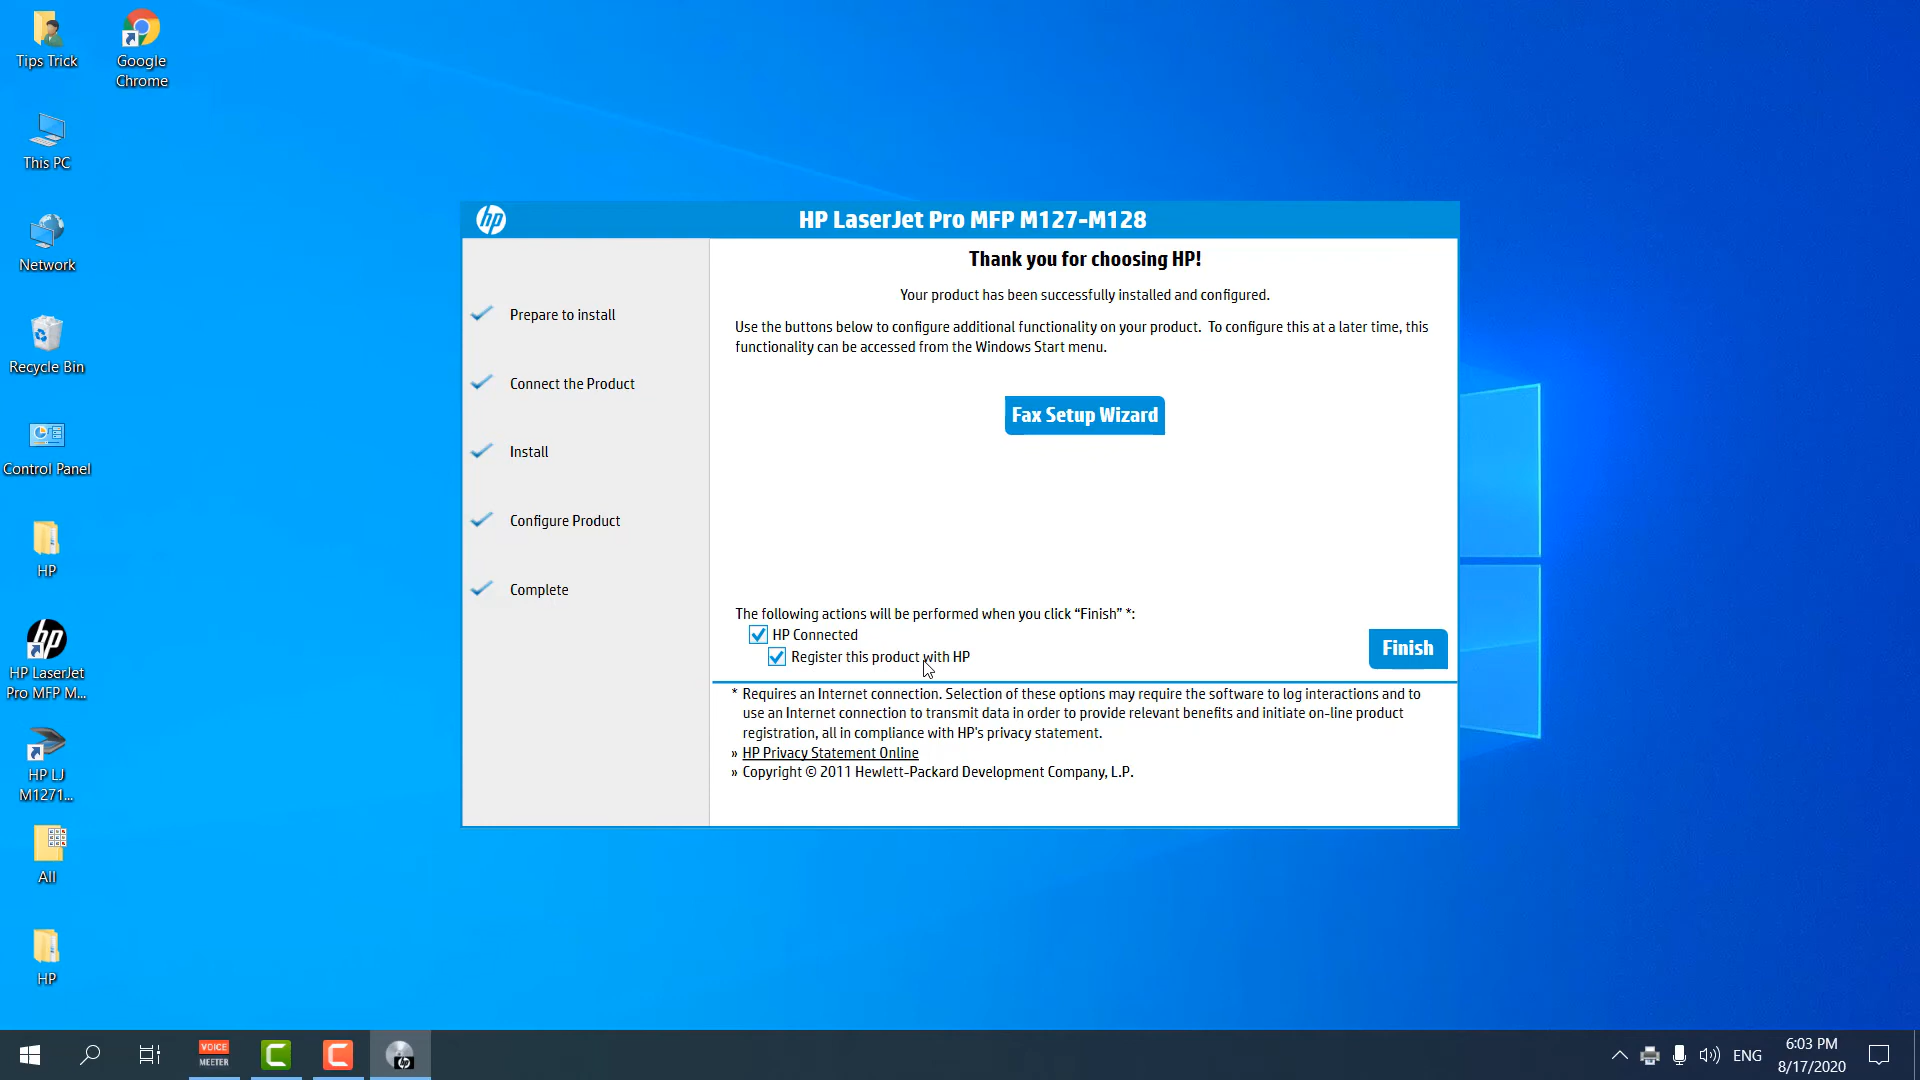 Tips Trick
Google
Chrome
This PC
Network
Recycle Bin
Control Panel
HP
HP LaserJet
Pro MFP M...
HP LJ
M1271...
All
HP
hp
HP LaserJet Pro MFP M127-M128
Prepare to install
Connect the Product
Install
Configure Product
Complete
Thank you for choosing HP!
Your product has been successfully installed and configured.
Use the buttons below to configure additional functionality on your product. To configure this at a later time, this
functionality can be accessed from the Windows Start menu.
Fax Setup Wizard
The following actions will be performed when you click “Finish” *:
HP Connected
Register this product with HP
Finish
* Requires an Internet connection. Selection of these options may require the software to log interactions and to
use an Internet connection to transmit data in order to provide relevant benefits and initiate on-line product
registration, all in compliance with HP's privacy statement.
» HP Privacy Statement Online
» Copyright © 2011 Hewlett-Packard Development Company, L.P.
VOICE
MEETER
ENG
6:03 PM
8/17/2020